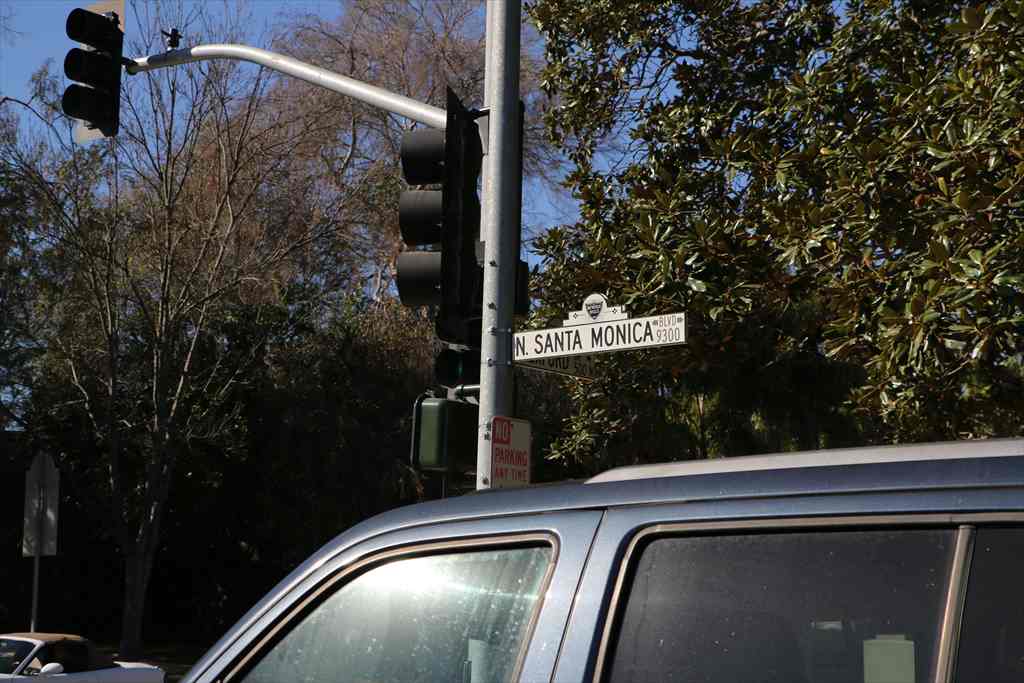 N. SANTA MONICA BLVD
9300
NO
PARKING
ANY TIME